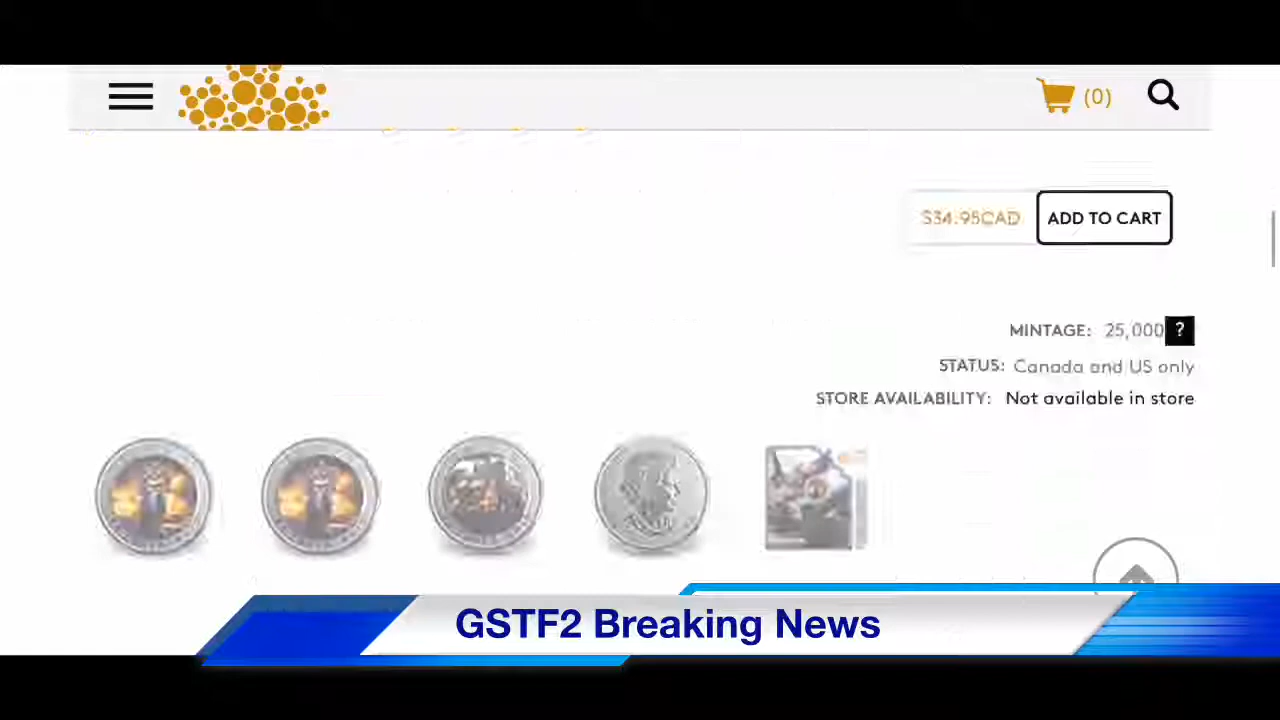 (0)
$34.95CAD ADD TO CART
MINTAGE: 25,000 ?
STATUS: Canada and US only
STORE AVAILABILITY: Not available in store
GSTF2 Breaking News